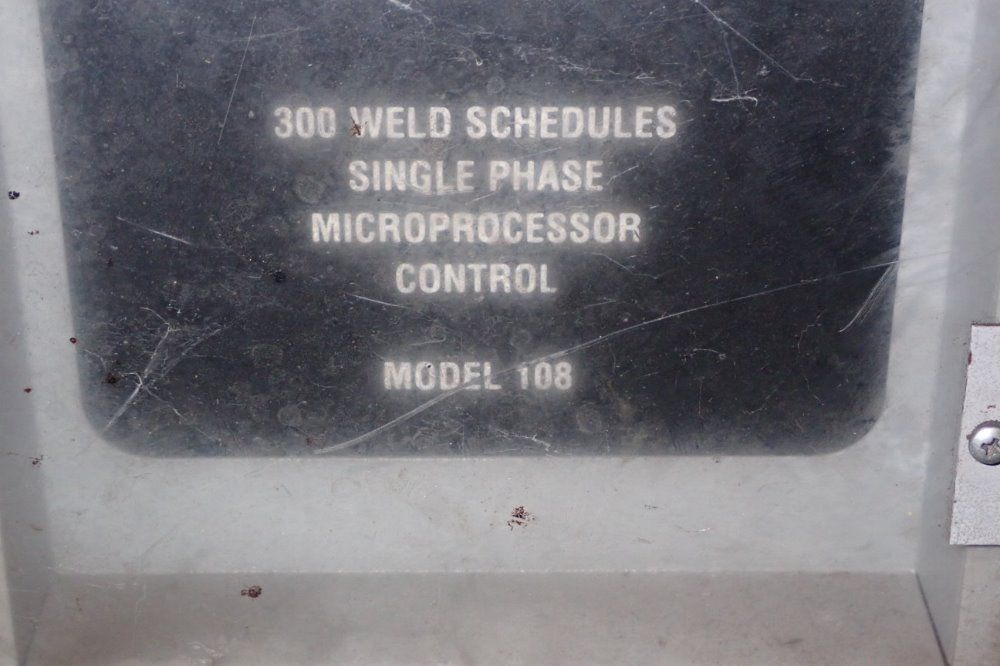 300 WELD SCHEDULES
SINGLE PHASE
MICROPROCESSOR
CONTROL
MODEL 108